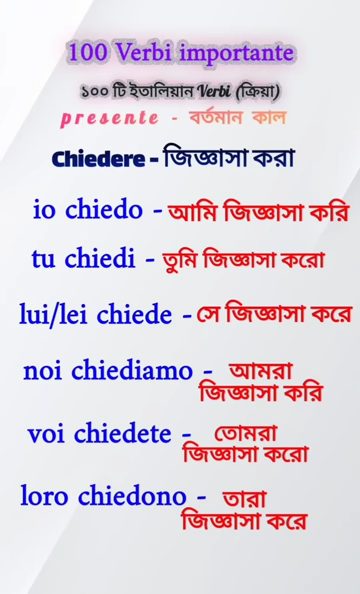 100 Verbi importante
১০০ টি ইতালিয়ান Verbi (ক্রিয়া)
presente - বর্তমান কাল
Chiedere - জিজ্ঞাসা করা
io chiedo - আমি জিজ্ঞাসা করি
tu chiedi - তুমি জিজ্ঞাসা করো
lui/lei chiede - সে জিজ্ঞাসা করে
noi chiediamo - আমরা
জিজ্ঞাসা করি
voi chiedete - তোমরা
জিজ্ঞাসা করো
loro chiedono - তারা
জিজ্ঞাসা করে